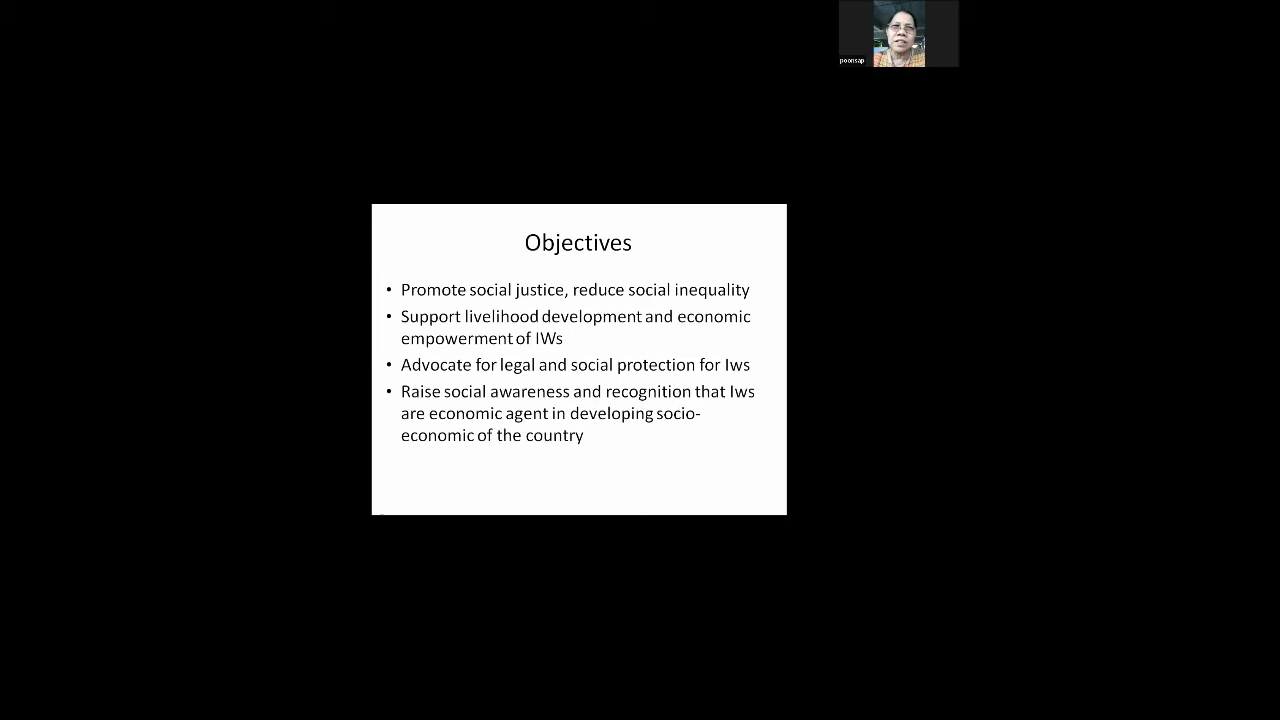 poonsap
Objectives
• Promote social justice, reduce social inequality
• Support livelihood development and economic
empowerment of IWs
• Advocate for legal and social protection for Iws
• Raise social awareness and recognition that Iws
are economic agent in developing socio-
economic of the country